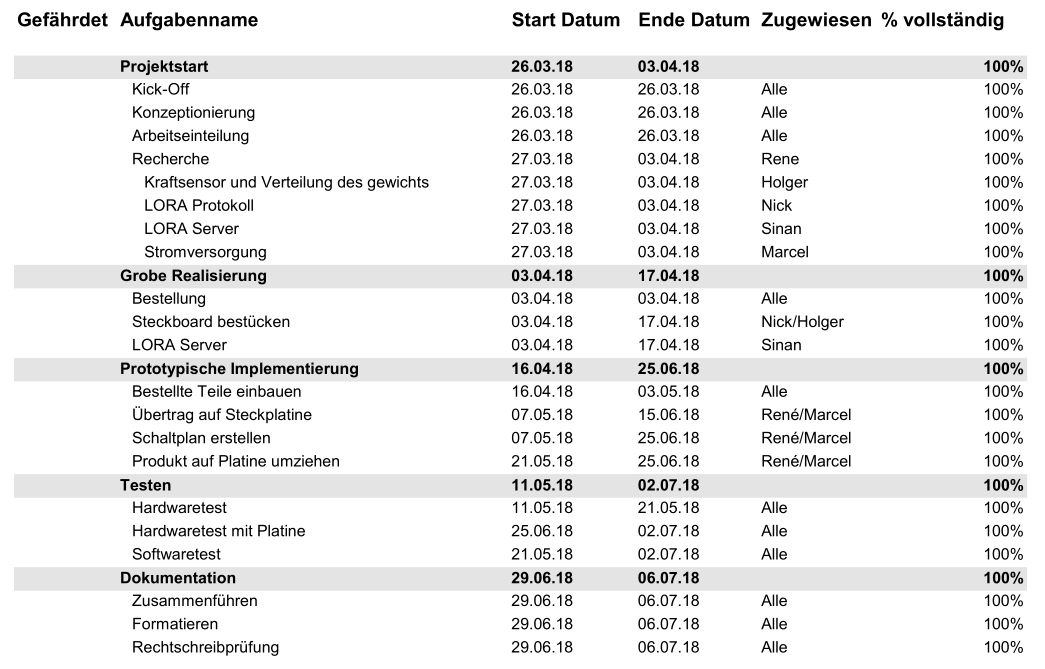 Gefährdet Aufgabenname Start Datum Ende Datum Zugewiesen % vollständig
Projektstart 26.03.18 03.04.18 100%
Kick-Off 26.03.18 26.03.18 Alle 100%
Konzeptionierung 26.03.18 26.03.18 Alle 100%
Arbeitseinteilung 26.03.18 26.03.18 Alle 100%
Recherche 27.03.18 03.04.18 Rene 100%
Kraftsensor und Verteilung des gewichts 27.03.18 03.04.18 Holger 100%
LORA Protokoll 27.03.18 03.04.18 Nick 100%
LORA Server 27.03.18 03.04.18 Sinan 100%
Stromversorgung 27.03.18 03.04.18 Marcel 100%
Grobe Realisierung 03.04.18 17.04.18 100%
Bestellung 03.04.18 03.04.18 Alle 100%
Steckboard bestücken 03.04.18 17.04.18 Nick/Holger 100%
LORA Server 03.04.18 17.04.18 Sinan 100%
Prototypische Implementierung 16.04.18 25.06.18 100%
Bestellte Teile einbauen 16.04.18 03.05.18 Alle 100%
Übertrag auf Steckplatine 07.05.18 15.06.18 René/Marcel 100%
Schaltplan erstellen 07.05.18 25.06.18 René/Marcel 100%
Produkt auf Platine umziehen 21.05.18 25.06.18 René/Marcel 100%
Testen 11.05.18 02.07.18 100%
Hardwaretest 11.05.18 21.05.18 Alle 100%
Hardwaretest mit Platine 25.06.18 02.07.18 Alle 100%
Softwaretest 21.05.18 02.07.18 Alle 100%
Dokumentation 29.06.18 06.07.18 100%
Zusammenführen 29.06.18 06.07.18 Alle 100%
Formatieren 29.06.18 06.07.18 Alle 100%
Rechtschreibprüfung 29.06.18 06.07.18 Alle 100%